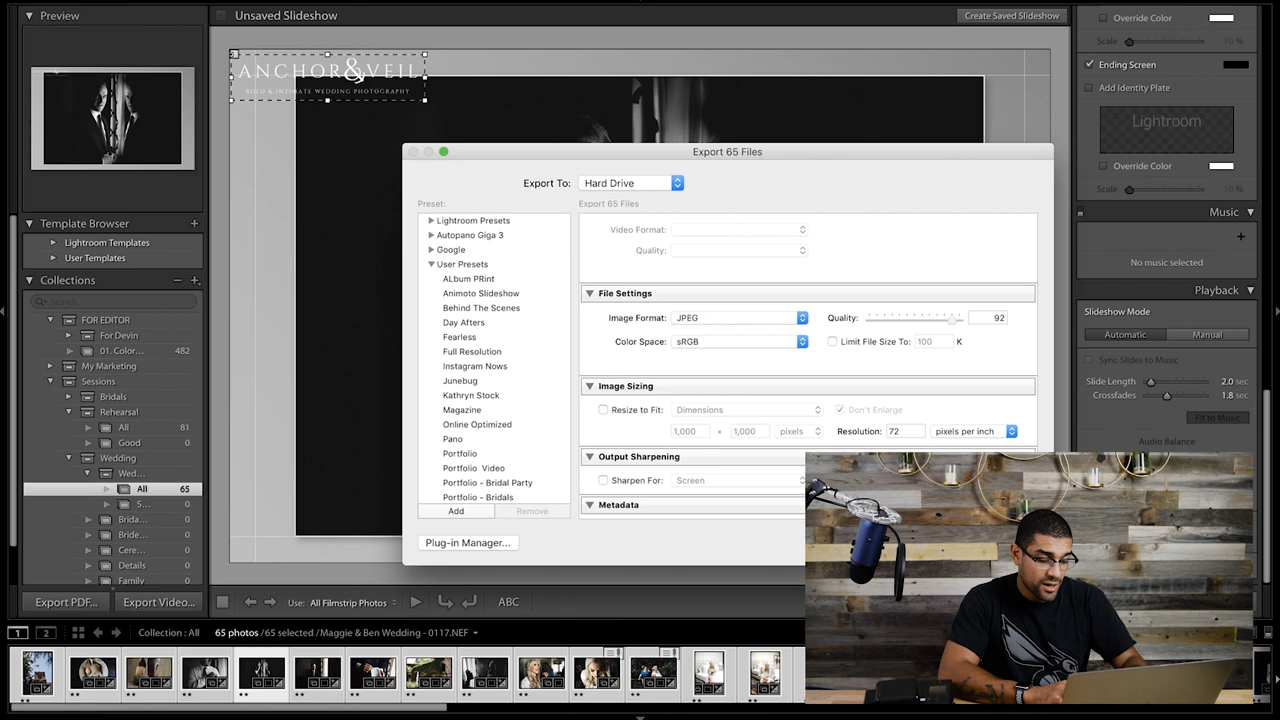 Preview
Unsaved Slideshow
Create Saved Slideshow
ANCHOR&VEIL
BOLD & INTIMATE WEDDING PHOTOGRAPHY
Template Browser
Lightroom Templates
User Templates
Collections
Search
FOR EDITOR
For Devin
01. Color... 482
My Marketing
Sessions
Bridals
Rehearsal
All 81
Good 0
Wedding
Wed...
All 65
S... 0
Brida... 0
Bride... 0
Cere... 0
Details 0
Family 0
Export PDF...
Export Video...
Export 65 Files
Export To: Hard Drive
Preset:
Lightroom Presets
Autopano Giga 3
Google
User Presets
ALbum PRint
Animoto Slideshow
Behind The Scenes
Day Afters
Fearless
Full Resolution
Instagram Nows
Junebug
Kathryn Stock
Magazine
Online Optimized
Pano
Portfolio
Portfolio Video
Portfolio - Bridal Party
Portfolio - Bridals
Add
Remove
Plug-in Manager...
Export 65 Files
Video Format:
Quality:
File Settings
Image Format: JPEG
Quality: 92
Color Space: sRGB
Limit File Size To: 100 K
Image Sizing
Resize to Fit: Dimensions
Don't Enlarge
1,000 × 1,000 pixels
Resolution: 72 pixels per inch
Output Sharpening
Sharpen For: Screen
Metadata
Override Color
Scale 10 %
Ending Screen
Add Identity Plate
Lightroom
Override Color
Scale 10 %
Music
No music selected
Playback
Slideshow Mode
Automatic
Manual
Sync Slides to Music
Slide Length 2.0 sec
Crossfades 1.8 sec
Fit to Music
Audio Balance
Use: All Filmstrip Photos
ABC
1 2
Collection : All
65 photos /65 selected /Maggie & Ben Wedding - 0117.NEF